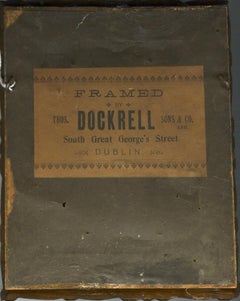 FRAMED
BY
THOS. DOCKRELL SONS & CO. LTD.
South Great George's Street
DUBLIN.